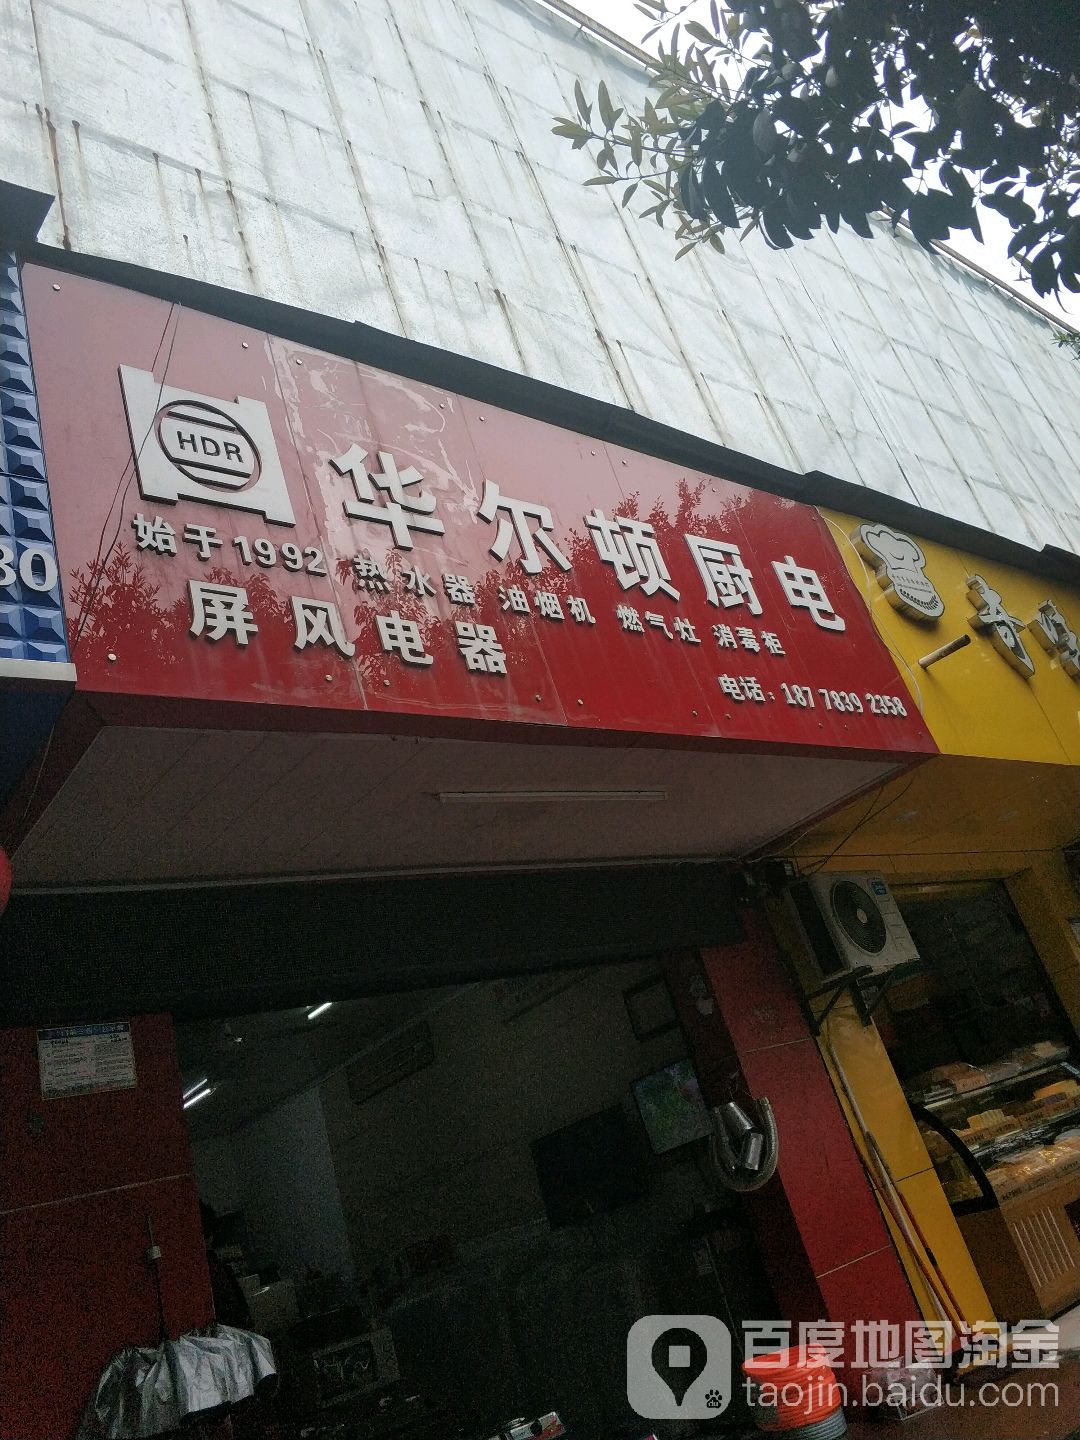 HDR
华尔顿厨电
始于1992 热水器 油烟机 燃气灶 消毒柜
屏风电器
电话：187 7839 2358
80
百度地图淘金
taojin.baidu.com